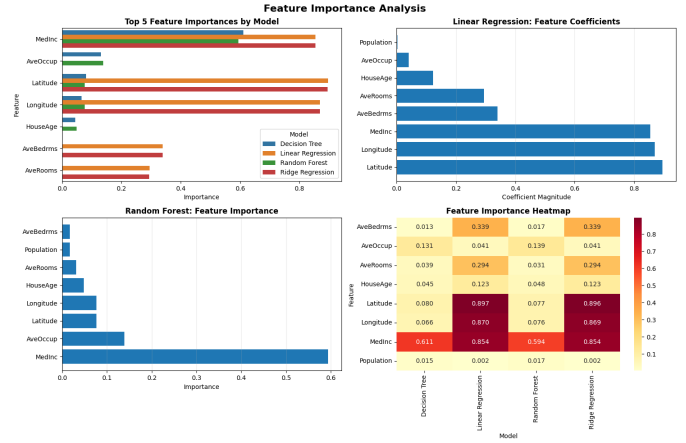 Feature Importance Analysis
Top 5 Feature Importances by Model
MedInc
AveOccup
Latitude
Longitude
HouseAge
AveBedrms
AveRooms
Feature
Model
Decision Tree
Linear Regression
Random Forest
Ridge Regression
0.0 0.2 0.4 0.6 0.8
Importance
Linear Regression: Feature Coefficients
Population
AveOccup
HouseAge
AveRooms
AveBedrms
MedInc
Longitude
Latitude
0.0 0.2 0.4 0.6 0.8
Coefficient Magnitude
Random Forest: Feature Importance
AveBedrms
Population
AveRooms
HouseAge
Longitude
Latitude
AveOccup
MedInc
0.0 0.1 0.2 0.3 0.4 0.5 0.6
Importance
Feature Importance Heatmap
Feature
AveBedrms 0.013 0.339 0.017 0.339
AveOccup 0.131 0.041 0.139 0.041
AveRooms 0.039 0.294 0.031 0.294
HouseAge 0.045 0.123 0.048 0.123
Latitude 0.080 0.897 0.077 0.896
Longitude 0.066 0.870 0.076 0.869
MedInc 0.611 0.854 0.594 0.854
Population 0.015 0.002 0.017 0.002
Decision Tree
Linear Regression
Random Forest
Ridge Regression
Model
0.8
0.7
0.6
0.5
0.4
0.3
0.2
0.1